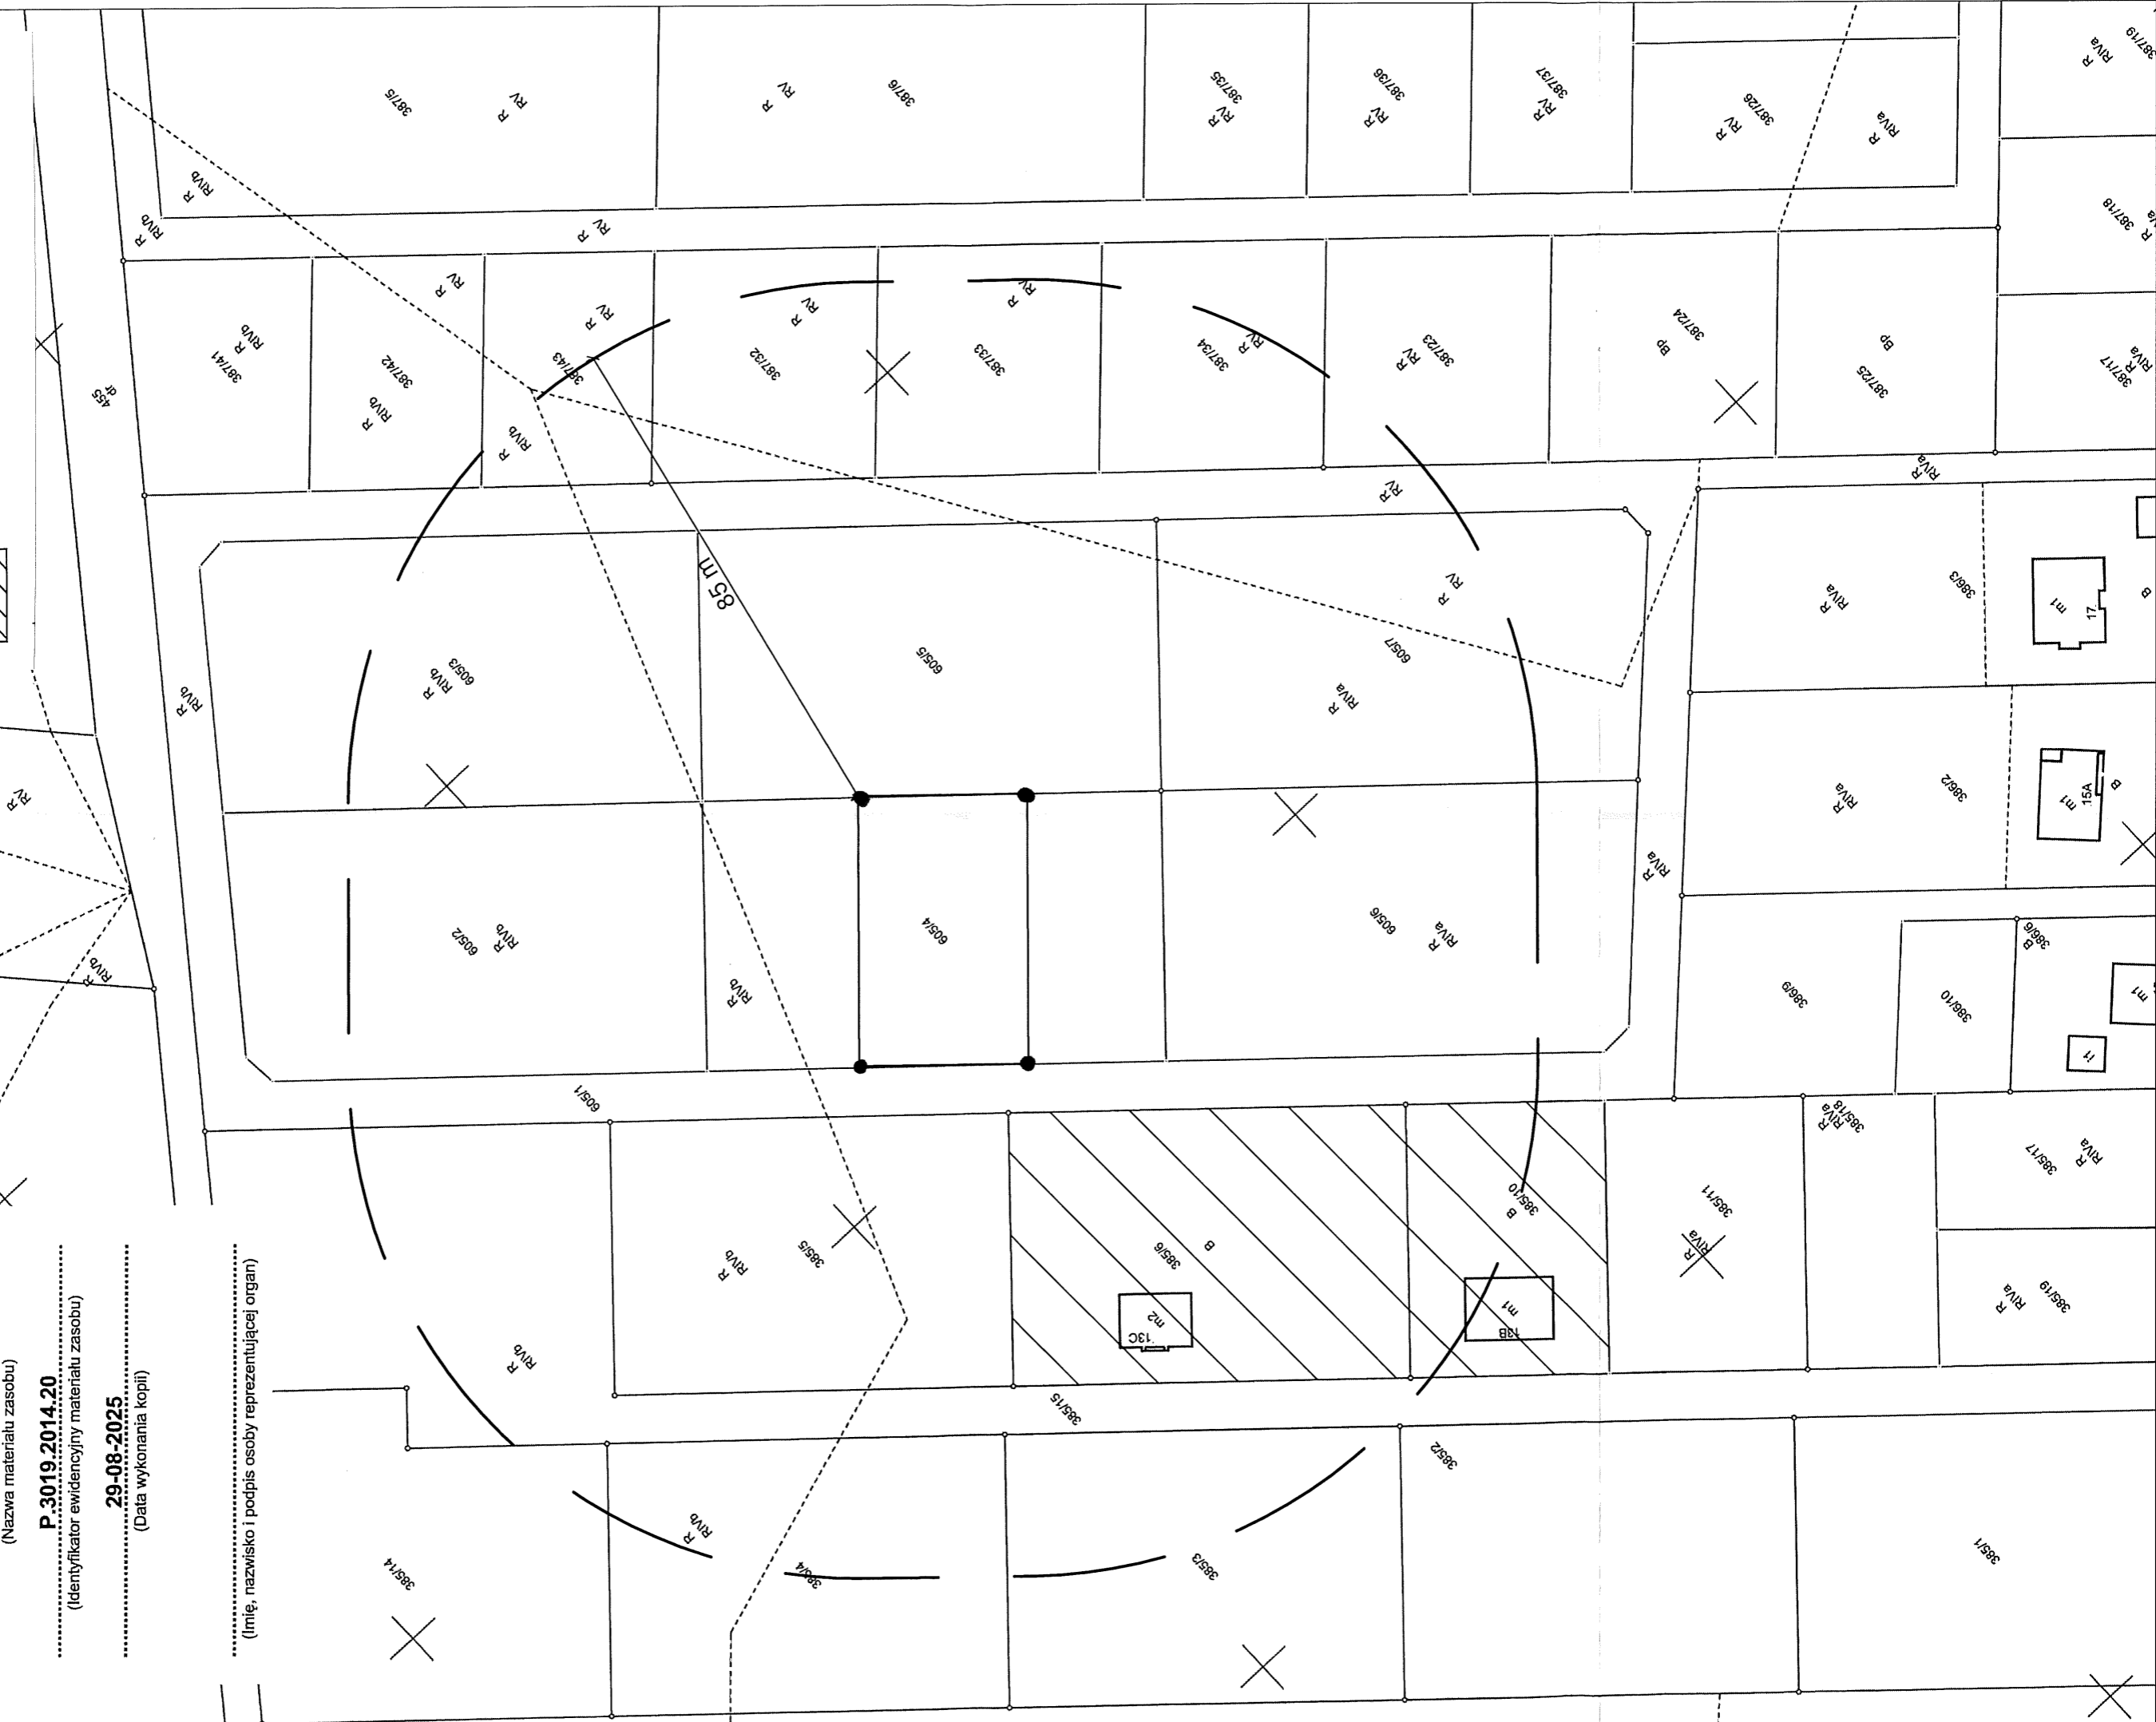 387/5
R RV
R RV
387/6
387/35
R RV
387/36
R RV
387/37
R RV
387/26
R RV
R RIVa
R RIVa
387/19
R RIVb
R RIVb
R RV
387/18
R
387/41
R RIVb
R RV
387/42
R RIVb
387/43
R RV
R RIVb
387/32
R RV
387/33
R RV
387/34
R RV
387/23
R RV
387/24
Bp
Bp
387/25
387/17
R RIVa
455
dr
R RV
R RIVa
85 m
R RIVb
605/3
R RIVb
605/5
605/7
R RV
R RIVa
R RIVa
386/3
m1
17
B
R RV
R RIVa
386/2
m1
15A
B
R RIVb
605/2
R RIVb
R RIVb
605/4
605/6
R RIVa
R RIVa
386/9
386/10
386/6
B
m1
i1
605/1
R RIVb
385/5
R RIVb
385/6
B
m2
13C
385/10
B
m1
13B
385/11
R RIVa
385/18
R RIVa
385/17
R RIVa
385/19
R RIVa
385/15
385/14
R RIVb
385/4
385/3
385/2
385/1
(Nazwa materiału zasobu)
P.3019.2014.20
(Identyfikator ewidencyjny materiału zasobu)
29-08-2025
(Data wykonania kopii)
(Imię, nazwisko i podpis osoby reprezentującej organ)